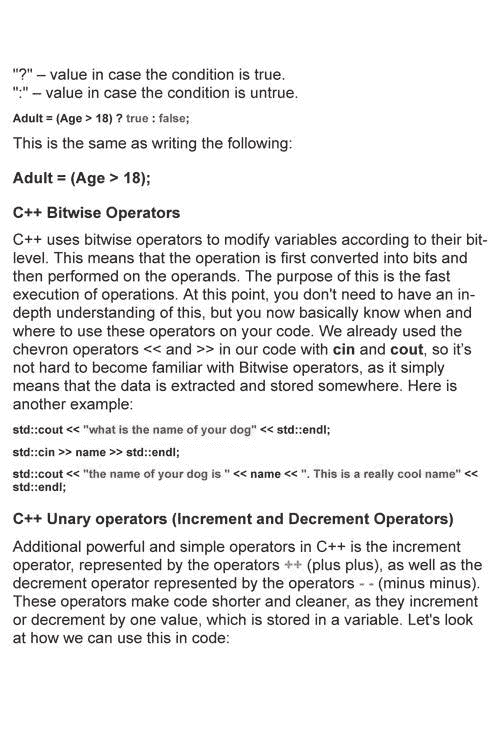 "?" – value in case the condition is true.
":" – value in case the condition is untrue.
Adult = (Age > 18) ? true : false;
This is the same as writing the following:
Adult = (Age > 18);
C++ Bitwise Operators
C++ uses bitwise operators to modify variables according to their bit-
level. This means that the operation is first converted into bits and
then performed on the operands. The purpose of this is the fast
execution of operations. At this point, you don't need to have an in-
depth understanding of this, but you now basically know when and
where to use these operators on your code. We already used the
chevron operators << and >> in our code with cin and cout, so it's
not hard to become familiar with Bitwise operators, as it simply
means that the data is extracted and stored somewhere. Here is
another example:
std::cout << "what is the name of your dog" << std::endl;
std::cin >> name >> std::endl;
std::cout << "the name of your dog is " << name << ". This is a really cool name" <<
std::endl;
C++ Unary operators (Increment and Decrement Operators)
Additional powerful and simple operators in C++ is the increment
operator, represented by the operators ++ (plus plus), as well as the
decrement operator represented by the operators - - (minus minus).
These operators make code shorter and cleaner, as they increment
or decrement by one value, which is stored in a variable. Let's look
at how we can use this in code: